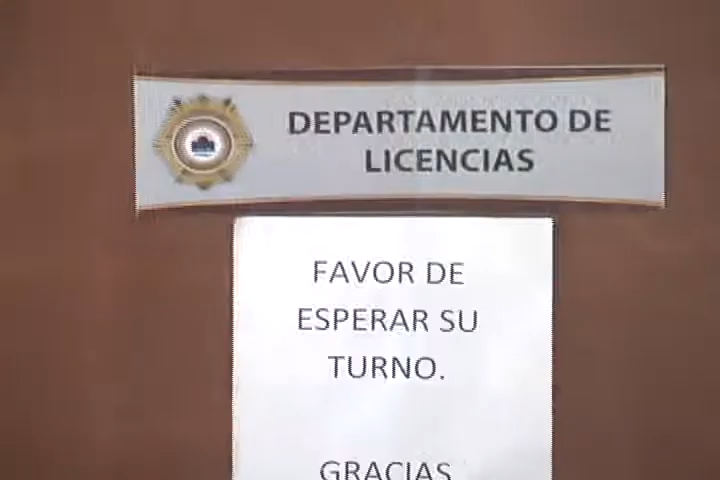 DEPARTAMENTO DE
LICENCIAS
FAVOR DE
ESPERAR SU
TURNO.
GRACIAS